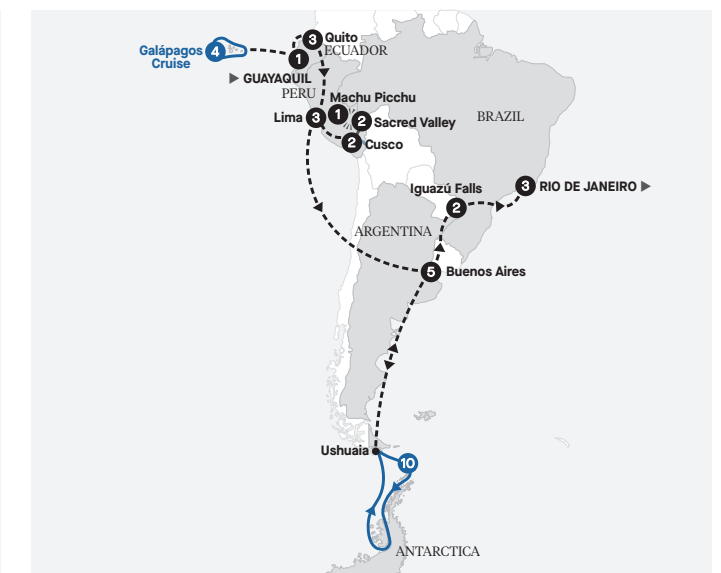 3 Quito
ECUADOR
Galápagos
Cruise
4
1
▶ GUAYAQUIL
PERU
Machu Picchu
1
Lima 3
2 Sacred Valley
2 Cusco
BRAZIL
Iguazú Falls
2
3 RIO DE JANEIRO ▶
ARGENTINA
5 Buenos Aires
Ushuaia
10
ANTARCTICA